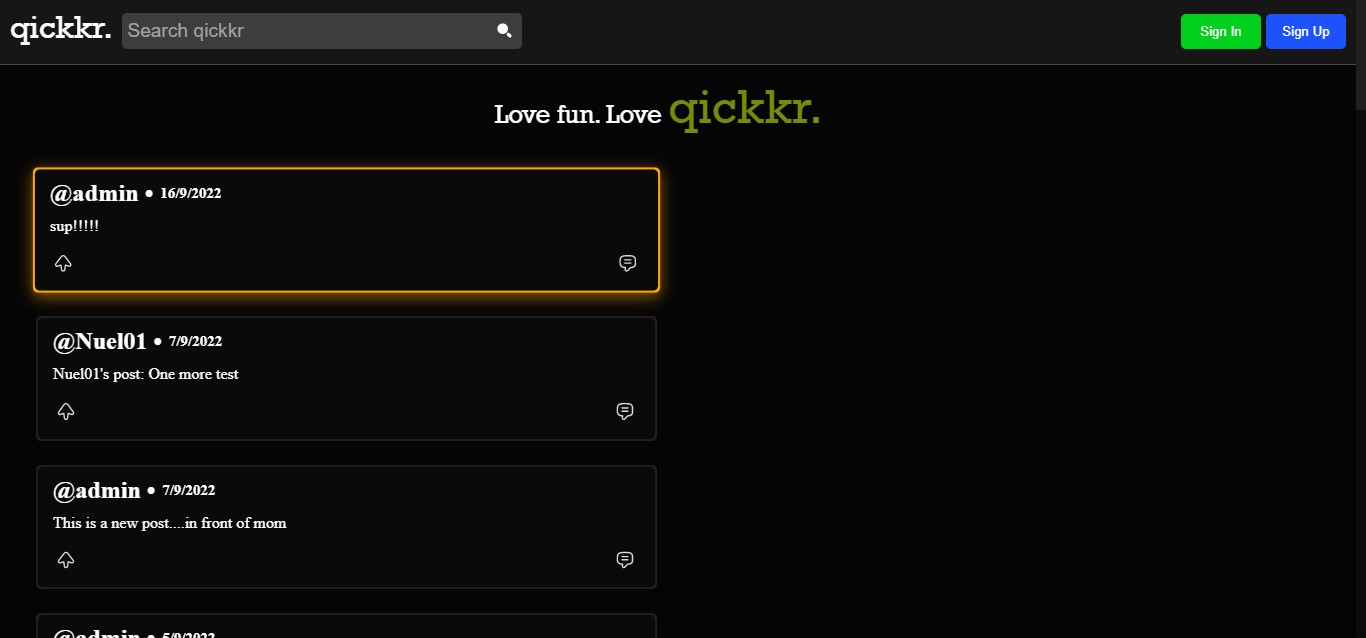 qickkr. Search qickkr Sign In Sign Up
Love fun. Love qickkr.
@admin • 16/9/2022
sup!!!!!
@Nuel01 • 7/9/2022
Nuel01's post: One more test
@admin • 7/9/2022
This is a new post....in front of mom
@admin • 5/9/2022